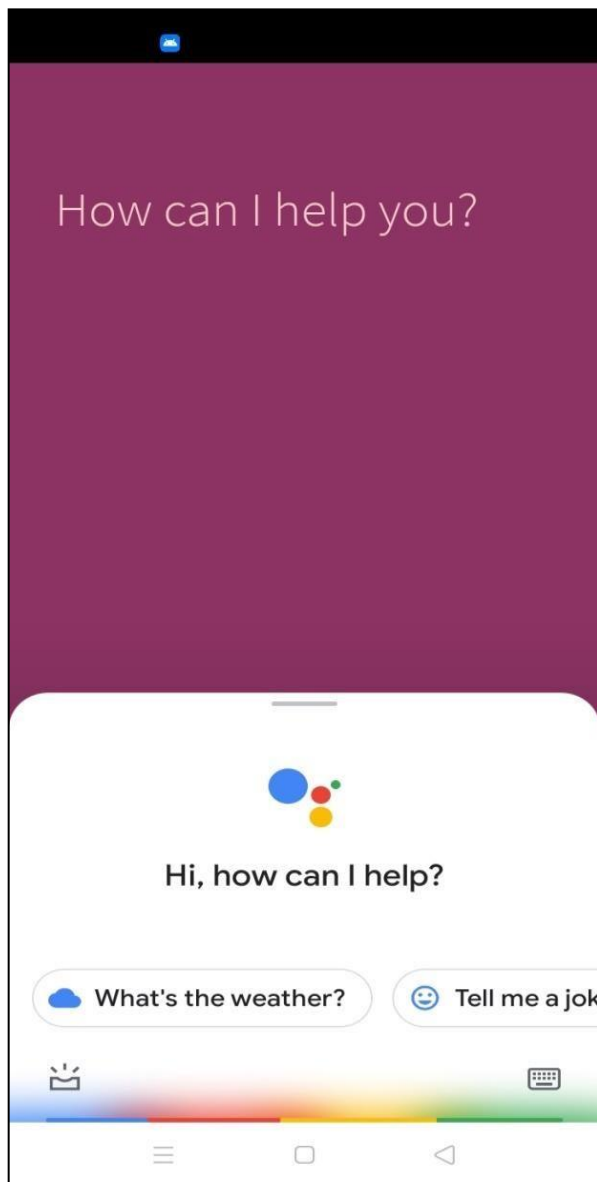 How can I help you?
Hi, how can I help?
What's the weather?
Tell me a jok